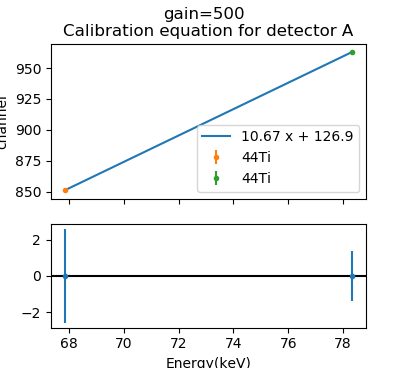 gain=500
Calibration equation for detector A
channel
950
925
900
875
850
10.67 x + 126.9
44Ti
44Ti
2
0
−2
68
70
72
74
76
78
Energy(keV)